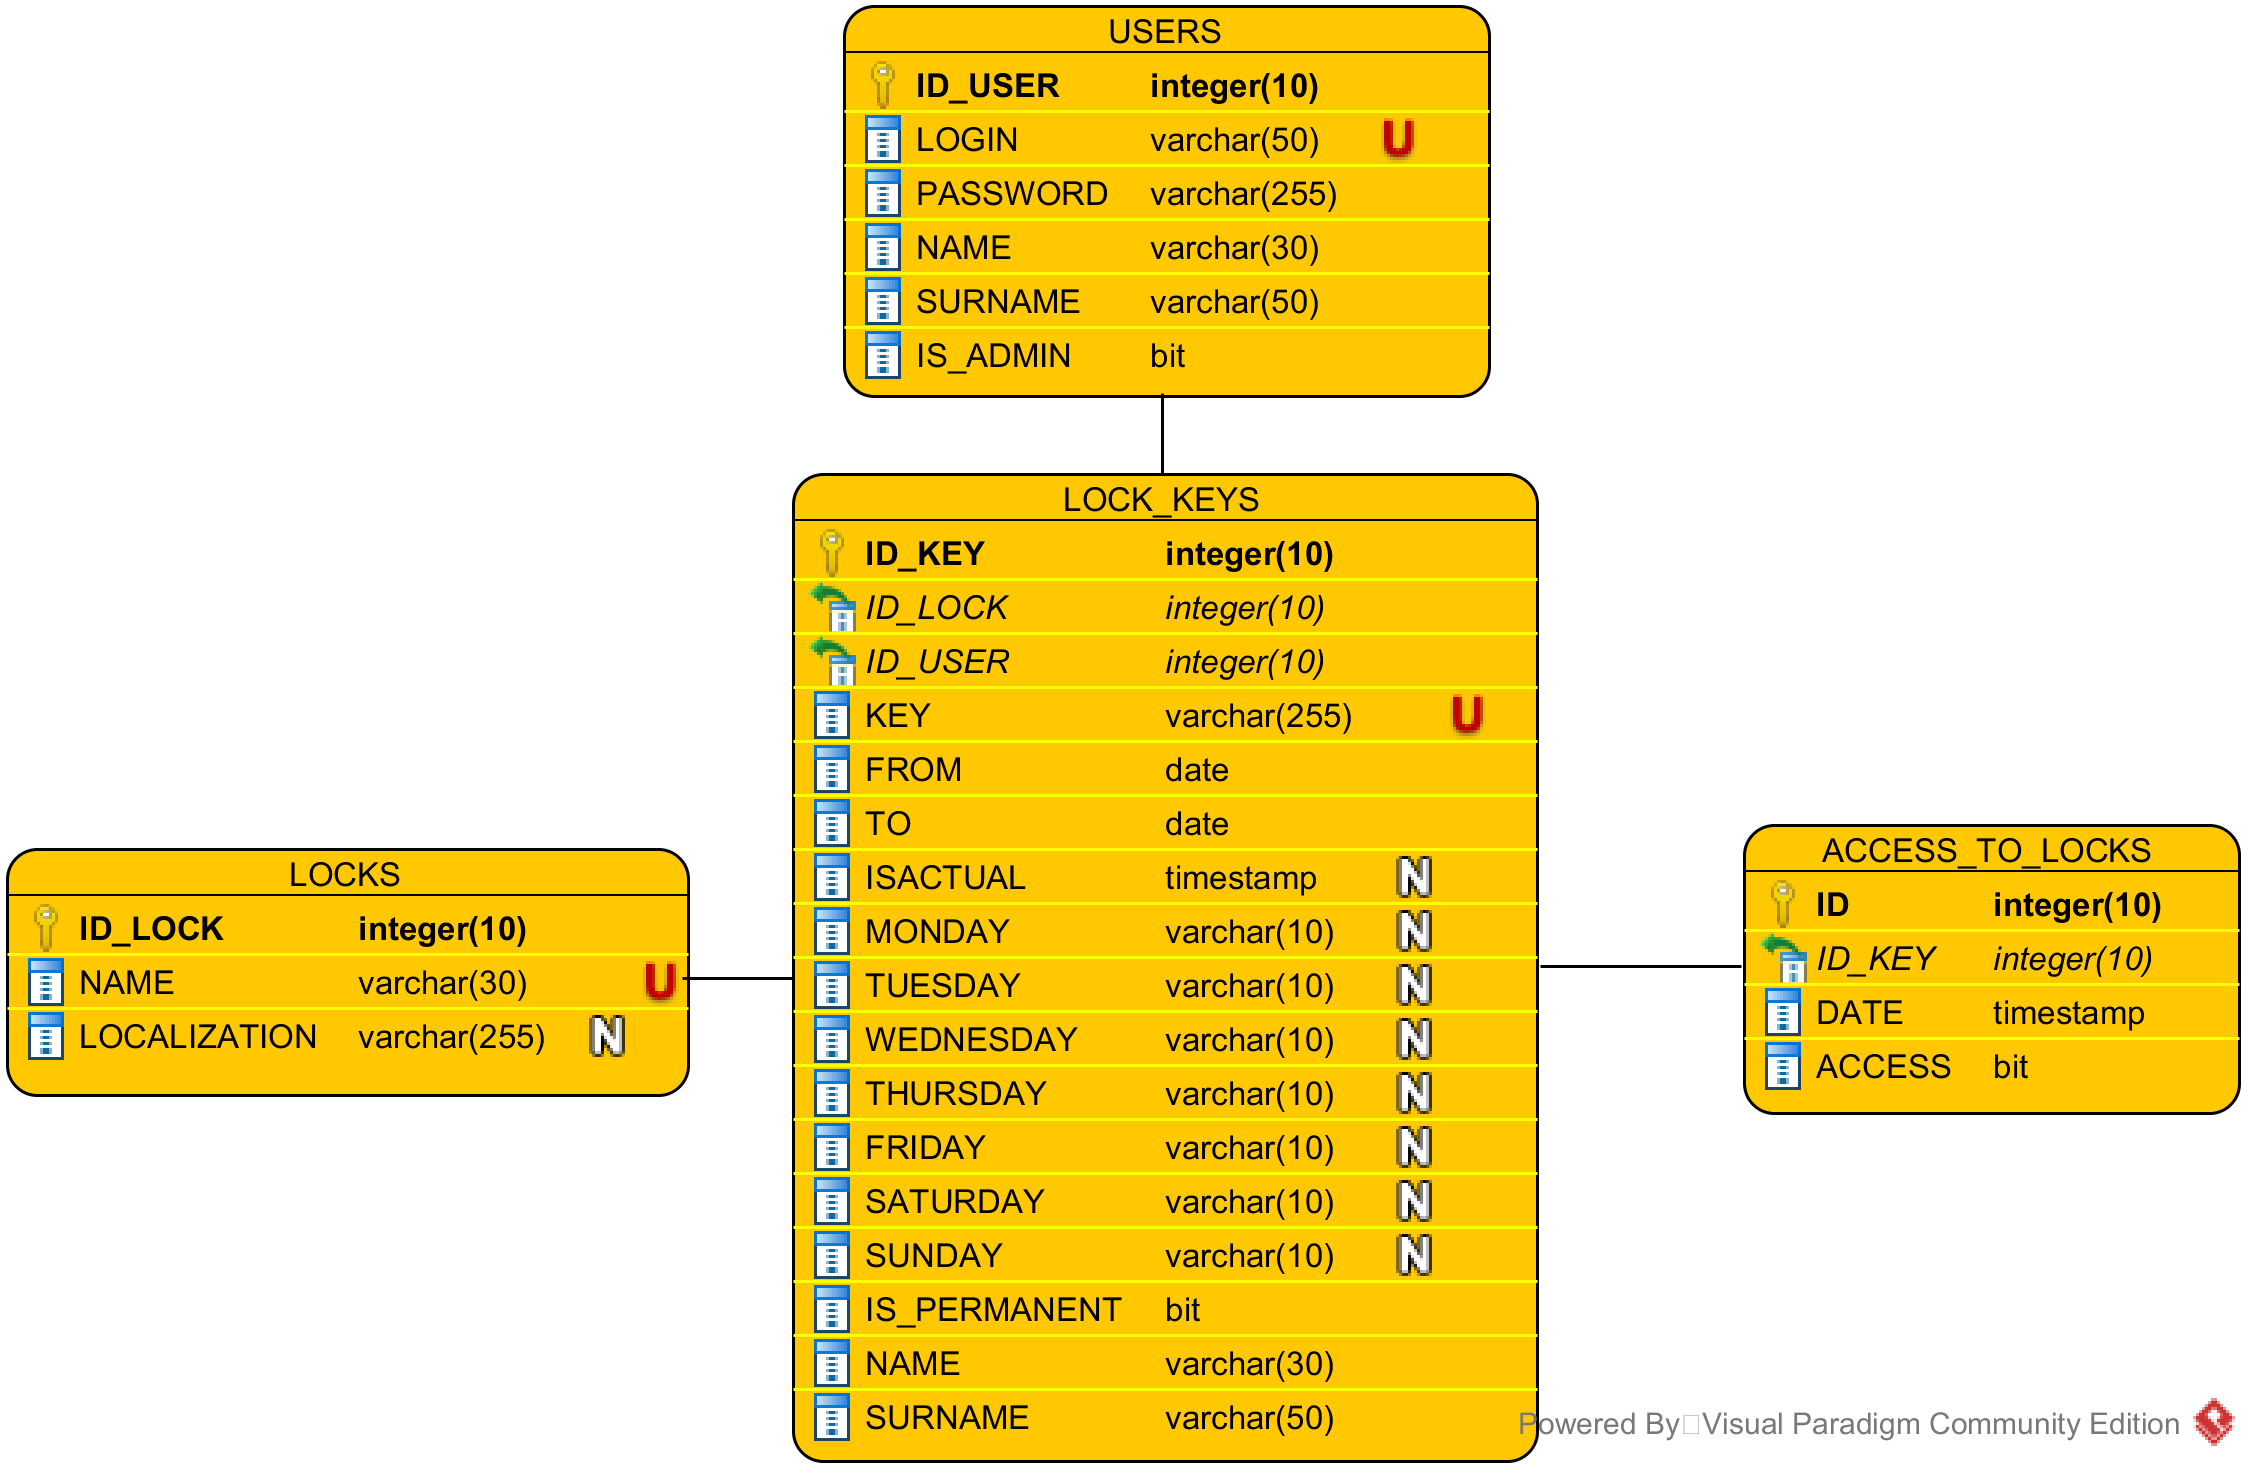 USERS
ID_USER integer(10)
LOGIN varchar(50) U
PASSWORD varchar(255)
NAME varchar(30)
SURNAME varchar(50)
IS_ADMIN bit
LOCK_KEYS
ID_KEY integer(10)
ID_LOCK integer(10)
ID_USER integer(10)
KEY varchar(255) U
FROM date
TO date
ISACTUAL timestamp N
MONDAY varchar(10) N
TUESDAY varchar(10) N
WEDNESDAY varchar(10) N
THURSDAY varchar(10) N
FRIDAY varchar(10) N
SATURDAY varchar(10) N
SUNDAY varchar(10) N
IS_PERMANENT bit
NAME varchar(30)
SURNAME varchar(50)
LOCKS
ID_LOCK integer(10)
NAME varchar(30) U
LOCALIZATION varchar(255) N
ACCESS_TO_LOCKS
ID integer(10)
ID_KEY integer(10)
DATE timestamp
ACCESS bit
Powered By Visual Paradigm Community Edition